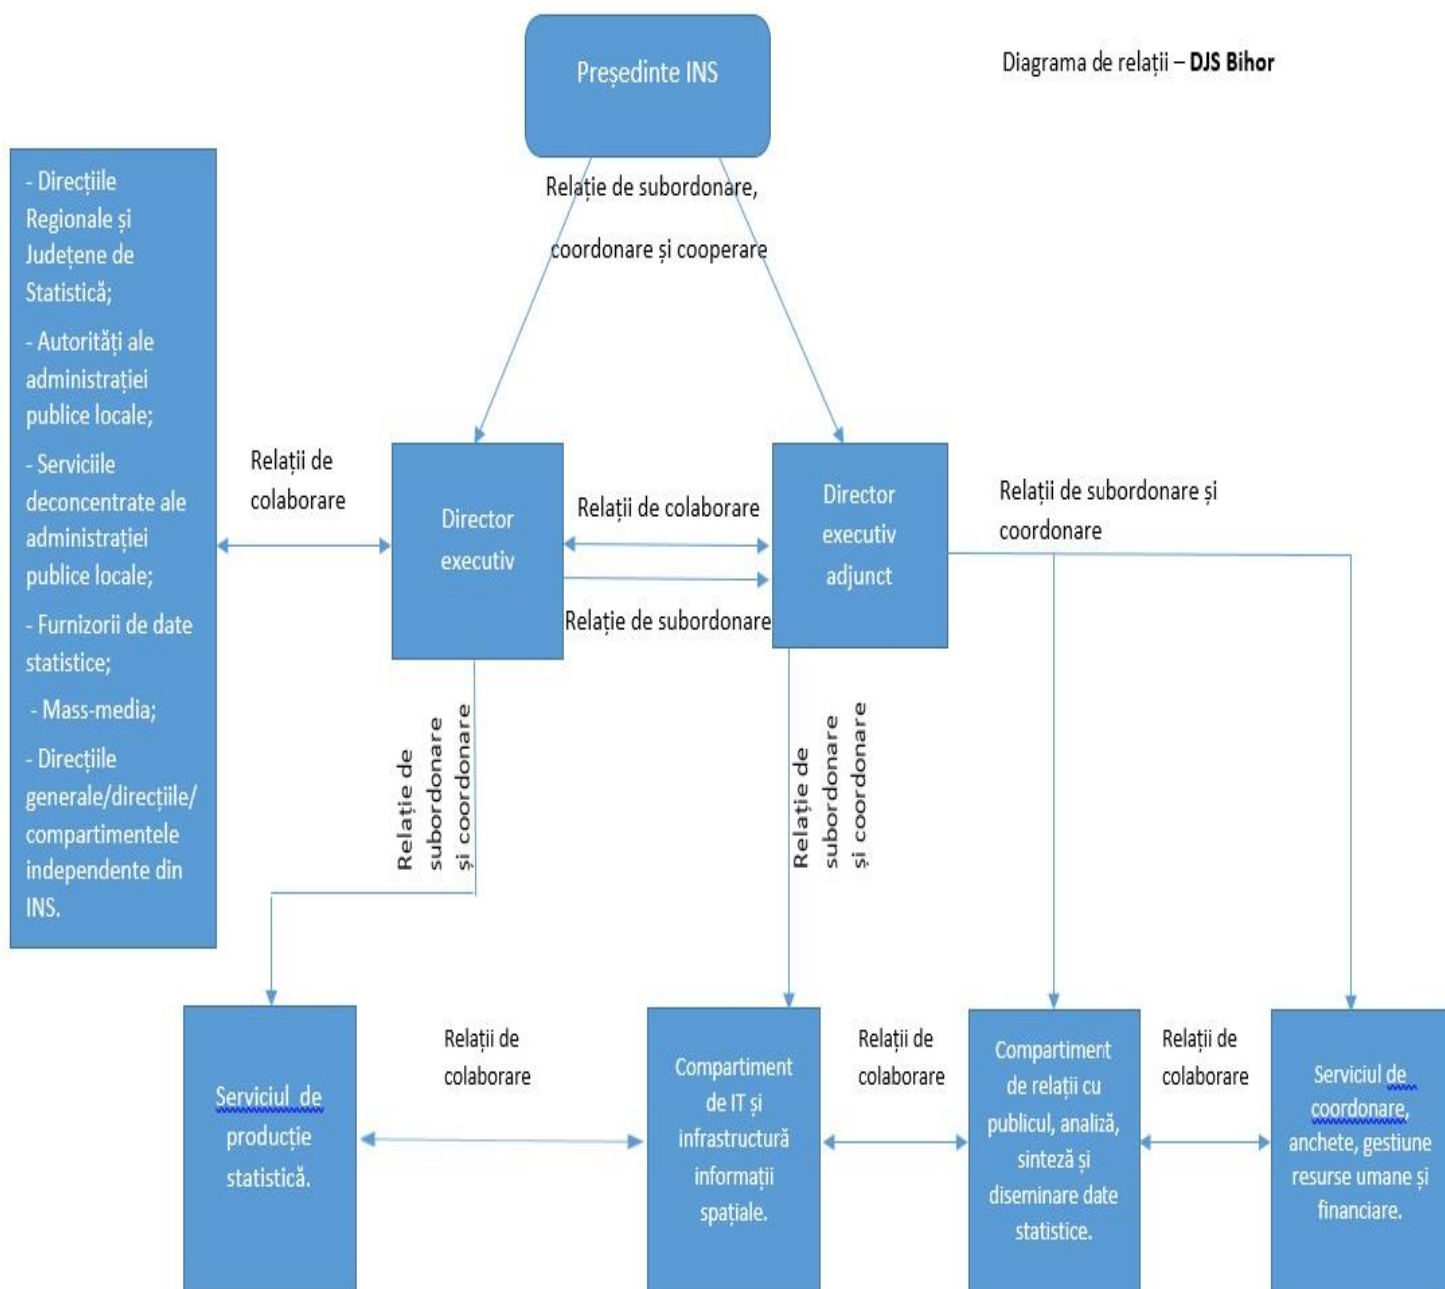 Președinte INS
Diagrama de relații – DJS Bihor
Relație de subordonare,
coordonare și cooperare
- Direcțiile
Regionale și
Județene de
Statistică;
- Autorități ale
administrației
publice locale;
- Serviciile
deconcentrate ale
administrației
publice locale;
- Furnizorii de date
statistice;
- Mass-media;
- Direcțiile
generale/direcțiile/
compartimentele
independente din
INS.
Relații de
colaborare
Director
executiv
Relații de colaborare
Relație de subordonare
Director
executiv
adjunct
Relații de subordonare și
coordonare
Relație de
subordonare
și coordonare
Relație de
subordonare
și coordonare
Serviciul de
producție
statistică.
Relații de
colaborare
Compartiment
de IT și
infrastructură
informații
spațiale.
Relații de
colaborare
Compartiment
de relații cu
publicul, analiză,
sinteză și
diseminare date
statistice.
Relații de
colaborare
Serviciul de
coordonare,
anchete, gestiune
resurse umane și
financiare.